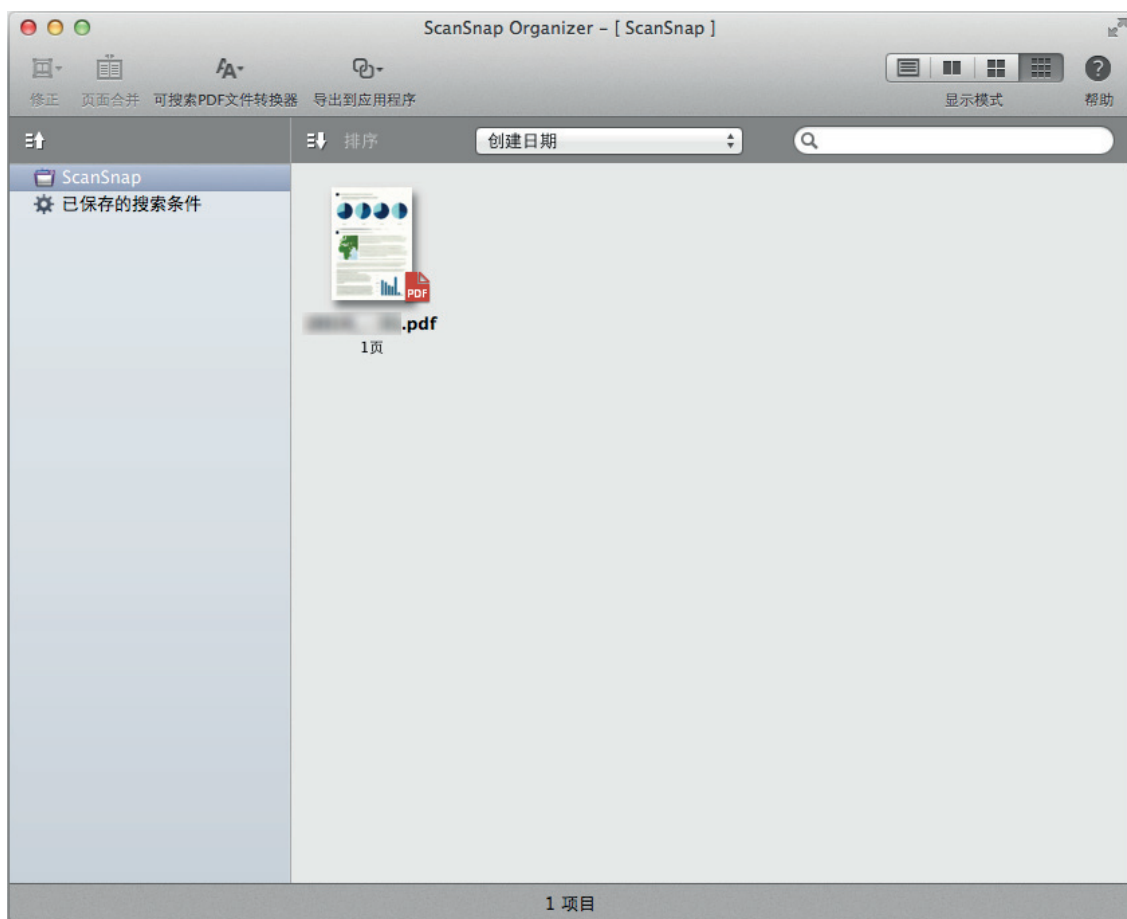 ScanSnap Organizer – [ ScanSnap ]
修正 页面合并 可搜索PDF文件转换器 导出到应用程序 显示模式 帮助
排序 创建日期
ScanSnap
已保存的搜索条件
PDF
.pdf
1页
1 项目